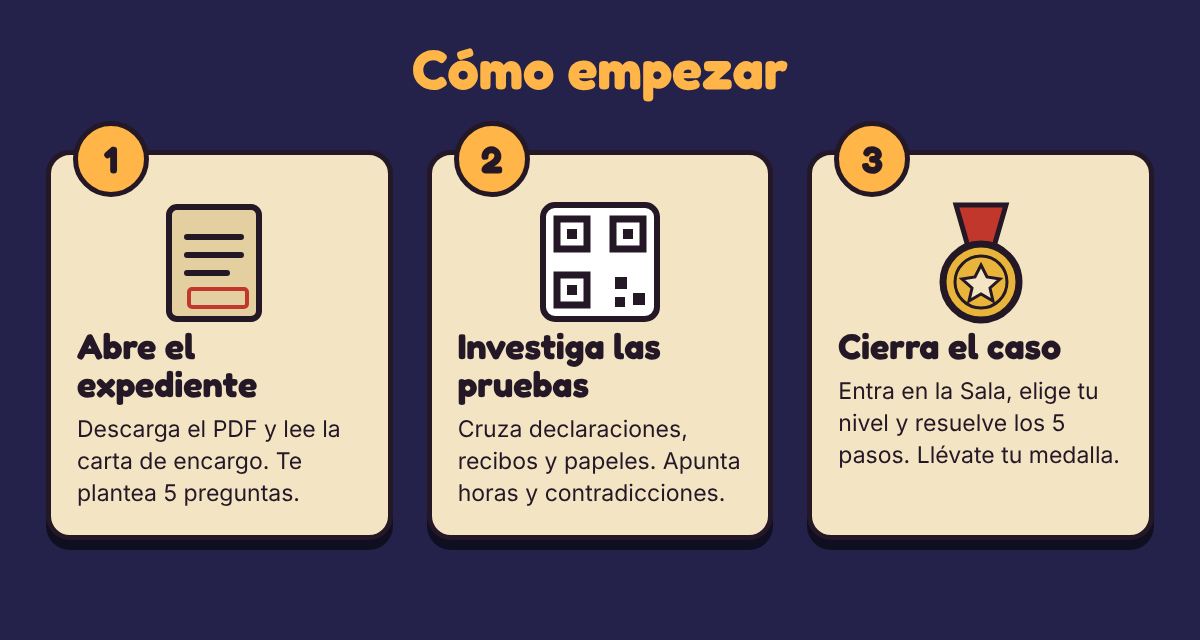 Cómo empezar
1
Abre el
expediente
Descarga el PDF y lee la
carta de encargo. Te
plantea 5 preguntas.
2
Investiga las
pruebas
Cruza declaraciones,
recibos y papeles. Apunta
horas y contradicciones.
3
Cierra el caso
Entra en la Sala, elige tu
nivel y resuelve los 5
pasos. Llévate tu medalla.